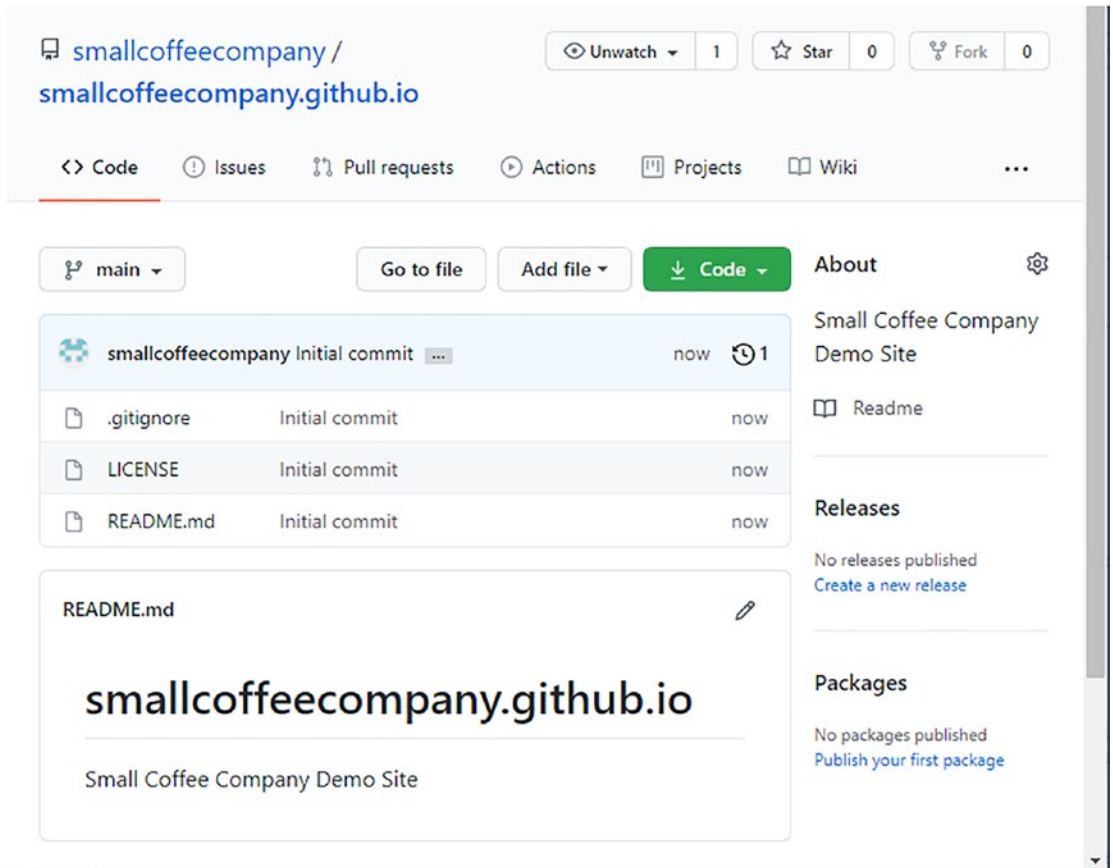 smallcoffeecompany /
smallcoffeecompany.github.io
Unwatch 1 Star 0 Fork 0
Code Issues Pull requests Actions Projects Wiki ...
main Go to file Add file Code
smallcoffeecompany Initial commit ... now 1
.gitignore Initial commit now
LICENSE Initial commit now
README.md Initial commit now
README.md
smallcoffeecompany.github.io
Small Coffee Company Demo Site
About
Small Coffee Company
Demo Site
Readme
Releases
No releases published
Create a new release
Packages
No packages published
Publish your first package